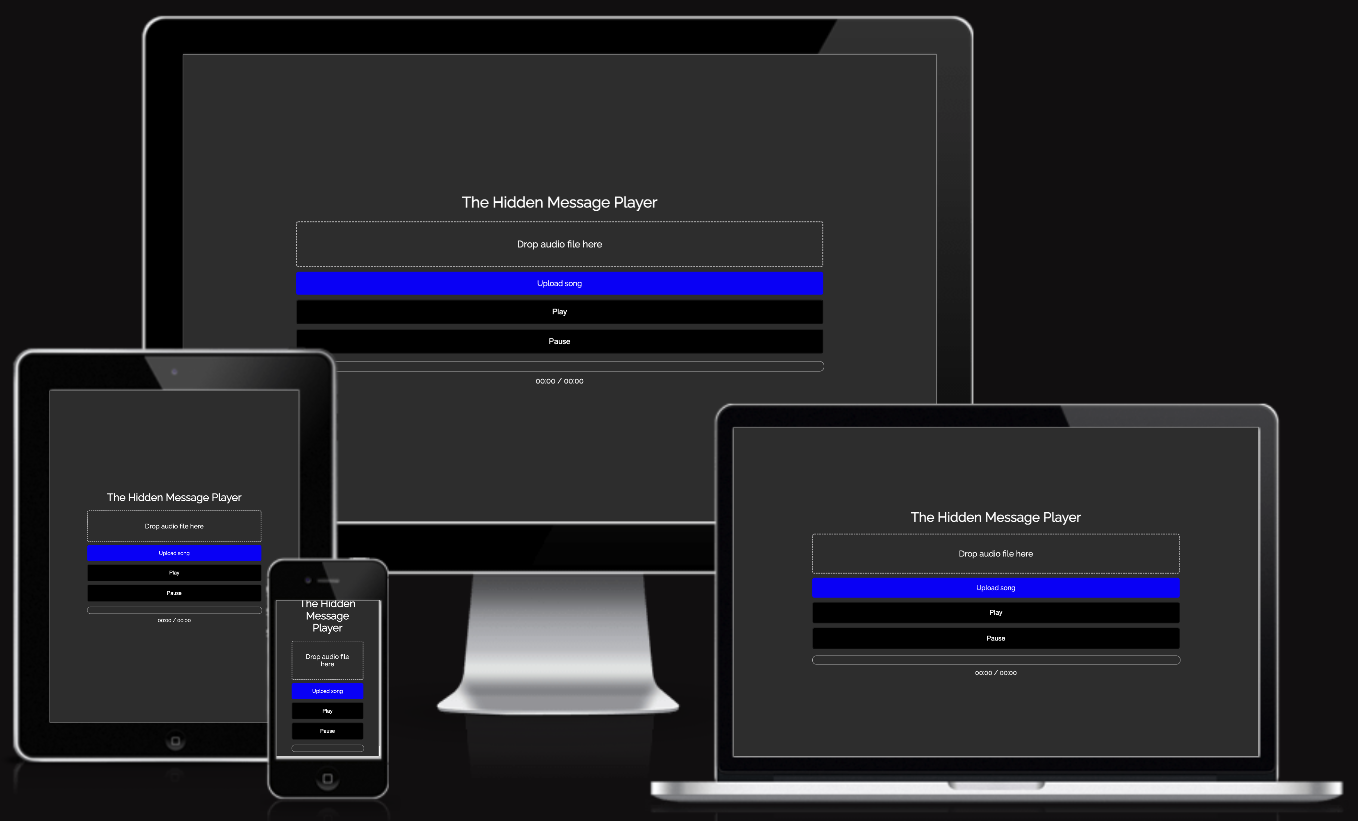 The Hidden Message Player
Drop audio file here
Upload song
Play
Pause
00:00 / 00:00
The Hidden Message Player
Drop audio file here
Upload song
Play
Pause
00:00 / 00:00
The Hidden
Message
Player
Drop audio file
here
Upload song
Play
Pause
The Hidden Message Player
Drop audio file here
Upload song
Play
Pause
00:00 / 00:00